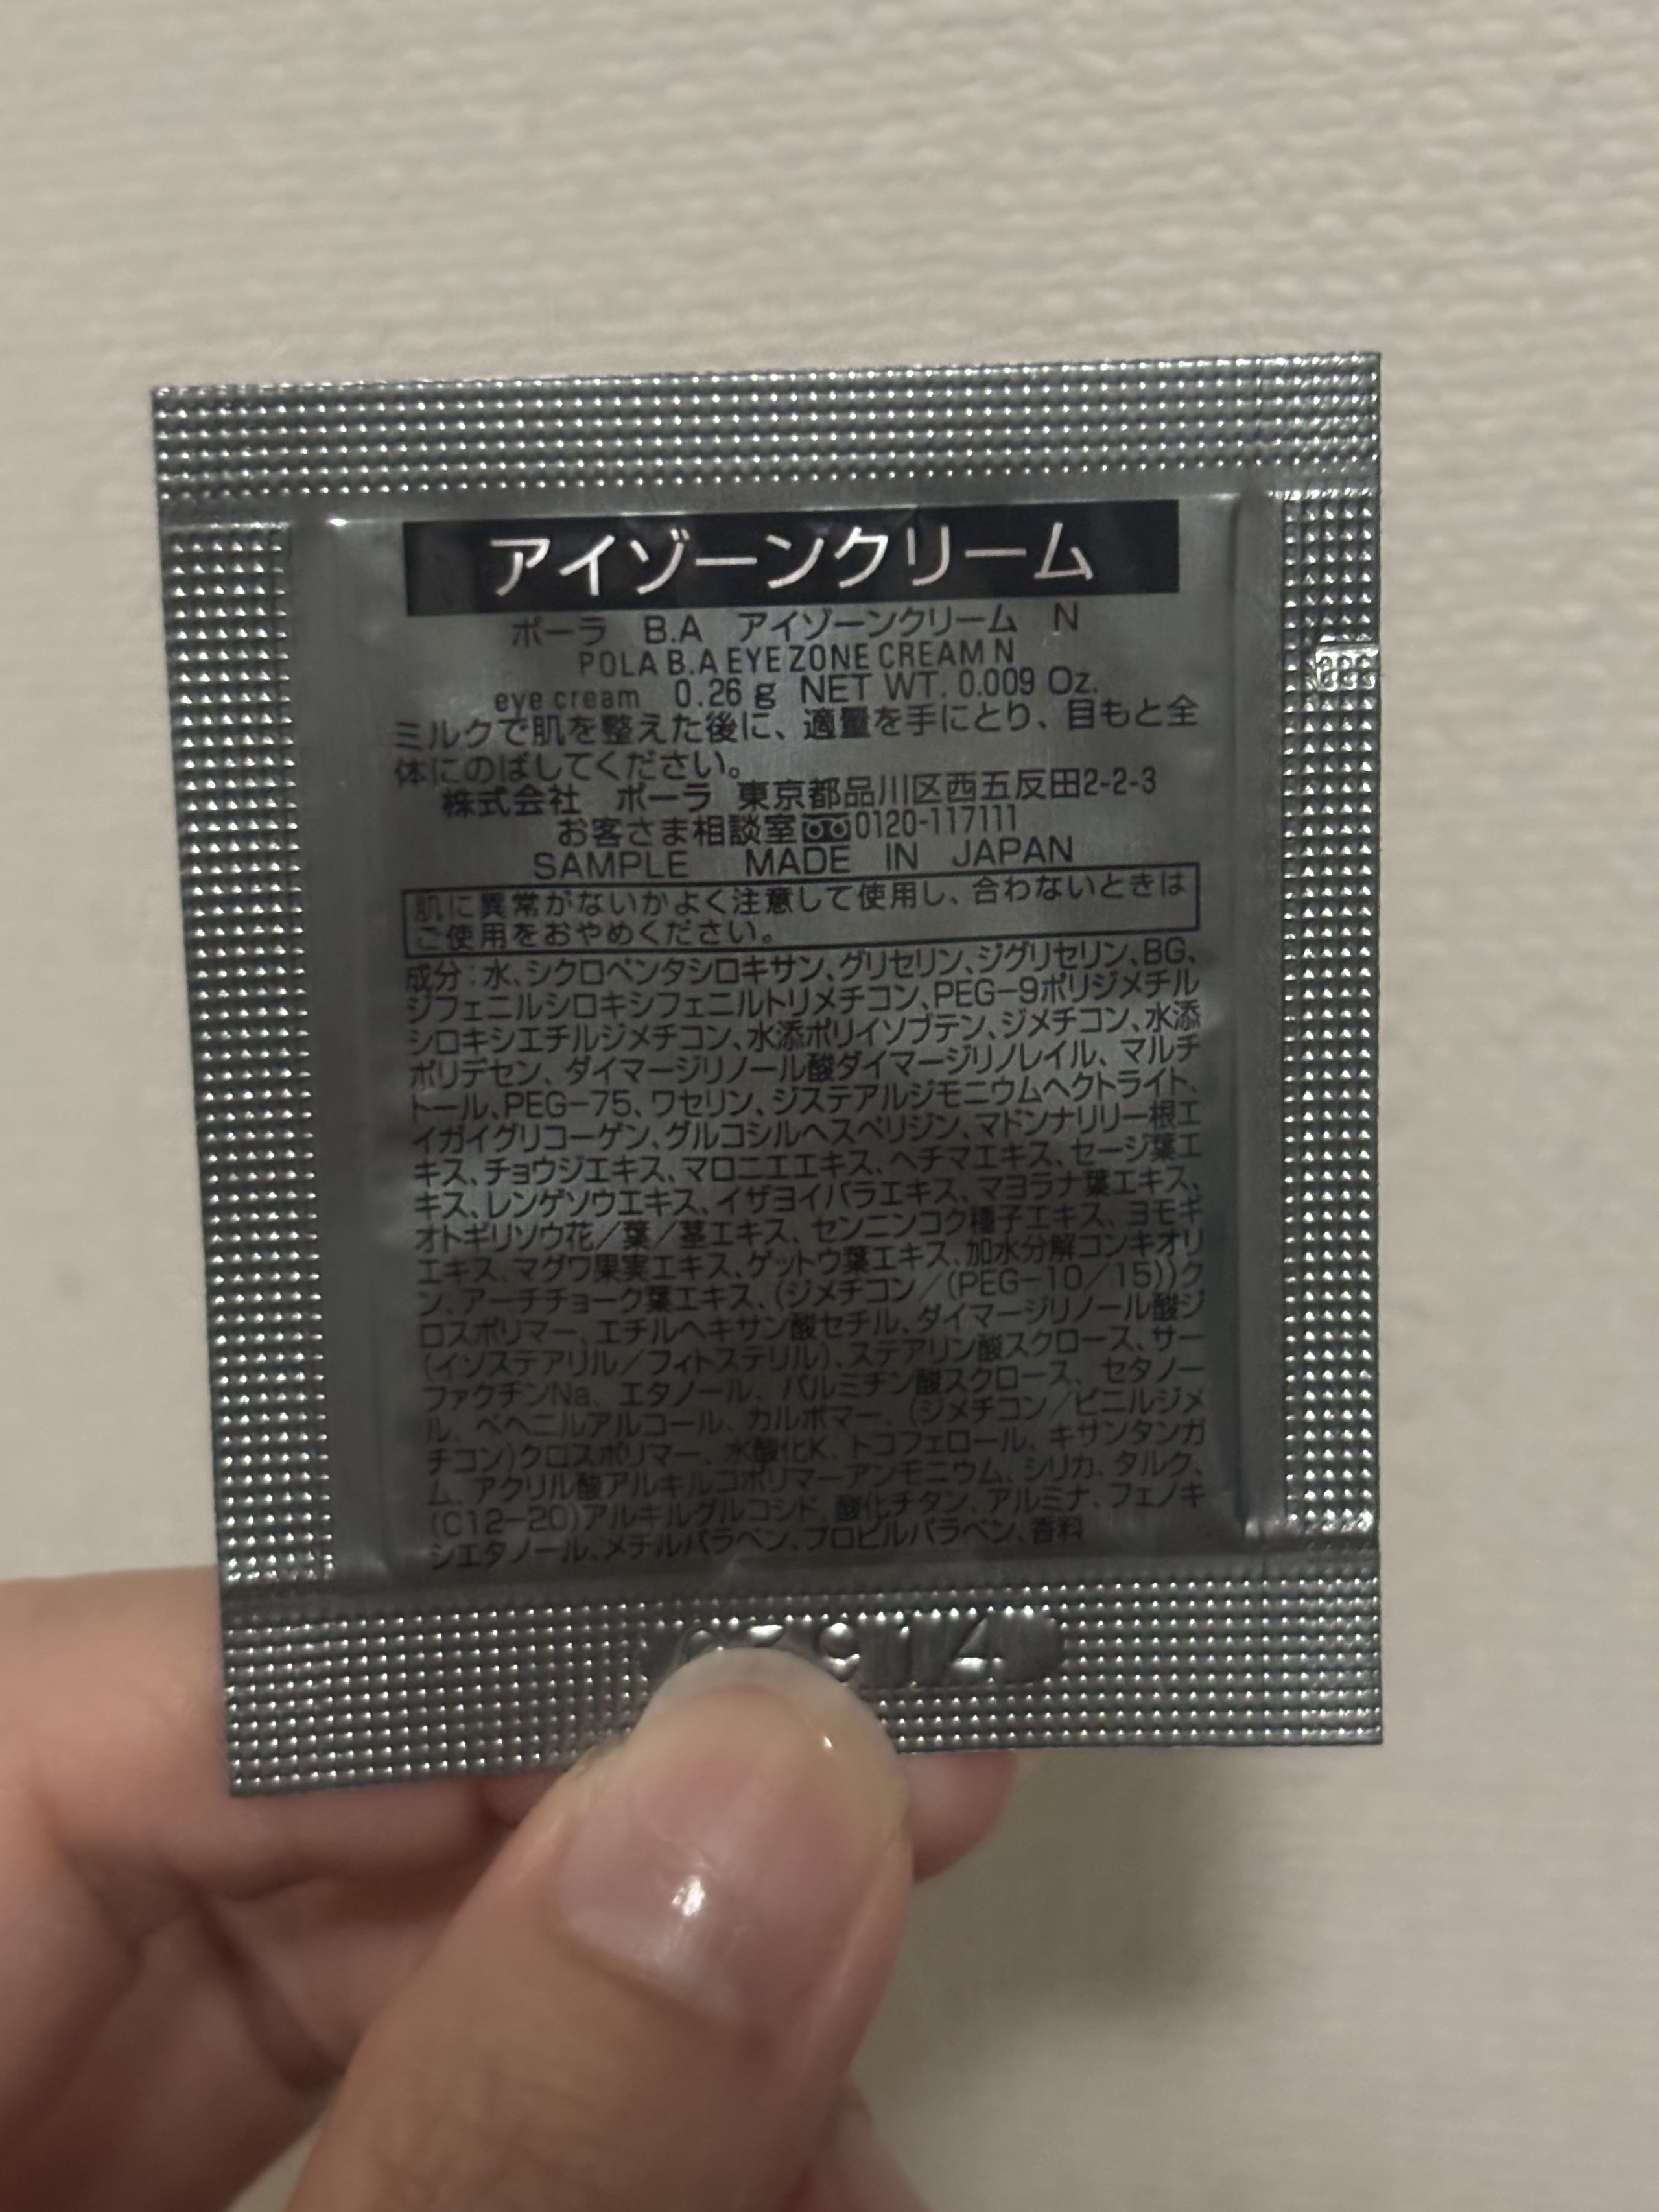 アイゾーンクリーム
ポーラ B.A アイゾーンクリーム N
POLA B.A EYE ZONE CREAM N
eye cream 0.26 g NET WT. 0.009 Oz.
ミルクで肌を整えた後に、適量を手にとり、目もと全
体にのばしてください。
株式会社 ポーラ 東京都品川区西五反田2-2-3
お客さま相談室0120-117111
SAMPLE MADE IN JAPAN
肌に異常がないかよく注意して使用し、合わないときは
ご使用をおやめください。
成分:水、シクロペンタシロキサン、グリセリン、ジグリセリン、BG、
ジフェニルシロキシフェニルトリメチコン、PEG-9ポリジメチル
シロキシエチルジメチコン、水添ポリイソブテン、ジメチコン、水添
ポリデセン、ダイマージリノール酸ダイマージリノレイル、マルチ
トール、PEG-75、ワセリン、ジステアルジモニウムヘクトライト、
イガイグリコーゲン、グルコシルヘスペリジン、マドンナリリー根エ
キス、チョウジエキス、マロニエエキス、ヘチマエキス、セージ葉エ
キス、レンゲソウエキス、イザヨイバラエキス、マヨラナ葉エキス、
オトギリソウ花/葉/茎エキス、センニンコク種子エキス、ヨモギ
エキス、マグワ果実エキス、ゲットウ葉エキス、加水分解コンキオリ
ン、アーチチョーク葉エキス、(ジメチコン/(PEG-10/15))ク
ロスポリマー、エチルヘキサン酸セチル、ダイマージリノール酸ジ
(イソステアリル/フィトステリル)、ステアリン酸スクロース、サー
ファクチンNa、エタノール、パルミチン酸スクロース、セタノー
ル、ベヘニルアルコール、カルボマー、(ジメチコン/ビニルジメ
チコン)クロスポリマー、水酸化K、トコフェロール、キサンタンガ
ム、アクリル酸アルキルコポリマーアンモニウム、シリカ、タルク、
(C12-20)アルキルグルコシド、酸化チタン、アルミナ、フェノキ
シエタノール、メチルパラベン、プロピルパラベン、香料